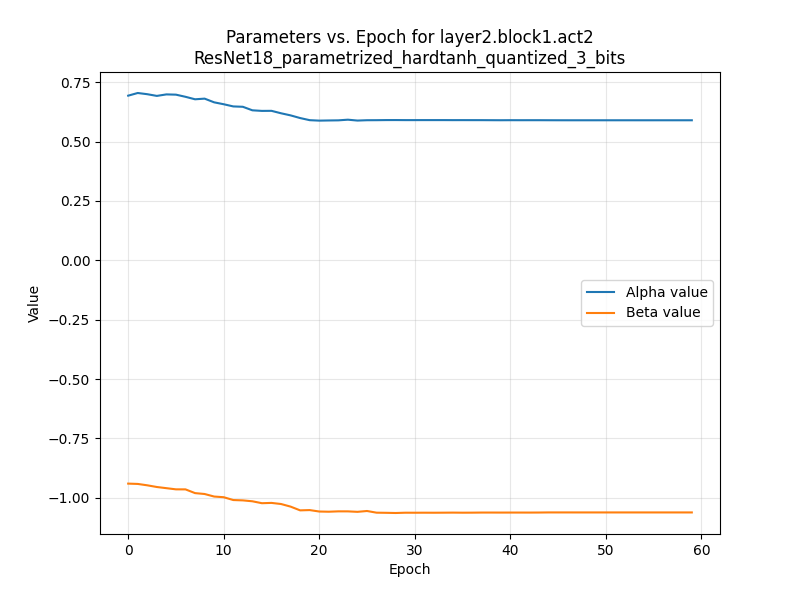 Parameters vs. Epoch for layer2.block1.act2
ResNet18_parametrized_hardtanh_quantized_3_bits
0.75
0.50
0.25
0.00
−0.25
−0.50
−0.75
−1.00
Value
Alpha value
Beta value
0 10 20 30 40 50 60
Epoch